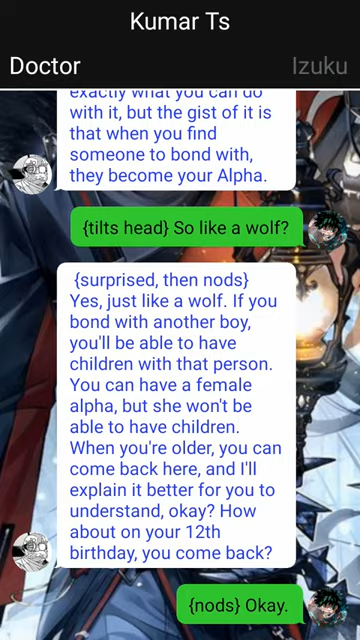 Kumar Ts
Doctor
Izuku
exactly what you can do
with it, but the gist of it is
that when you find
someone to bond with,
they become your Alpha.
{tilts head} So like a wolf?
{surprised, then nods}
Yes, just like a wolf. If you
bond with another boy,
you'll be able to have
children with that person.
You can have a female
alpha, but she won't be
able to have children.
When you're older, you can
come back here, and I'll
explain it better for you to
understand, okay? How
about on your 12th
birthday, you come back?
{nods} Okay.